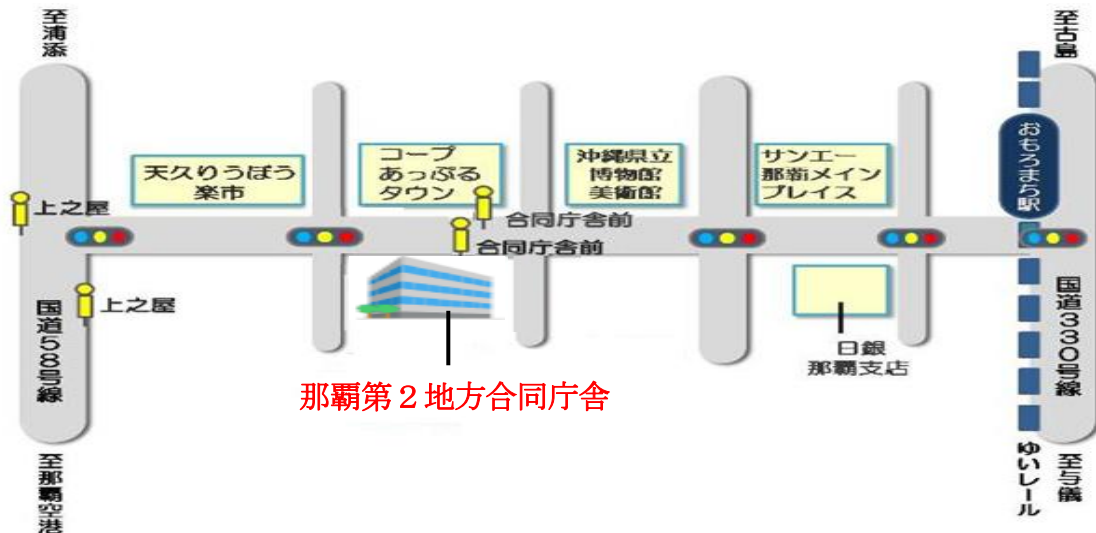 至浦添
至古島
おもろまち駅
天久りうぼう
楽市
コープ
あっぷる
タウン
沖縄県立
博物館
美術館
サンエー
那覇メイン
プレイス
上之屋
合同庁舎前
合同庁舎前
上之屋
国道58号線
国道330号線
日銀
那覇支店
那覇第2地方合同庁舎
至那覇空港
ゆいレール
至与儀